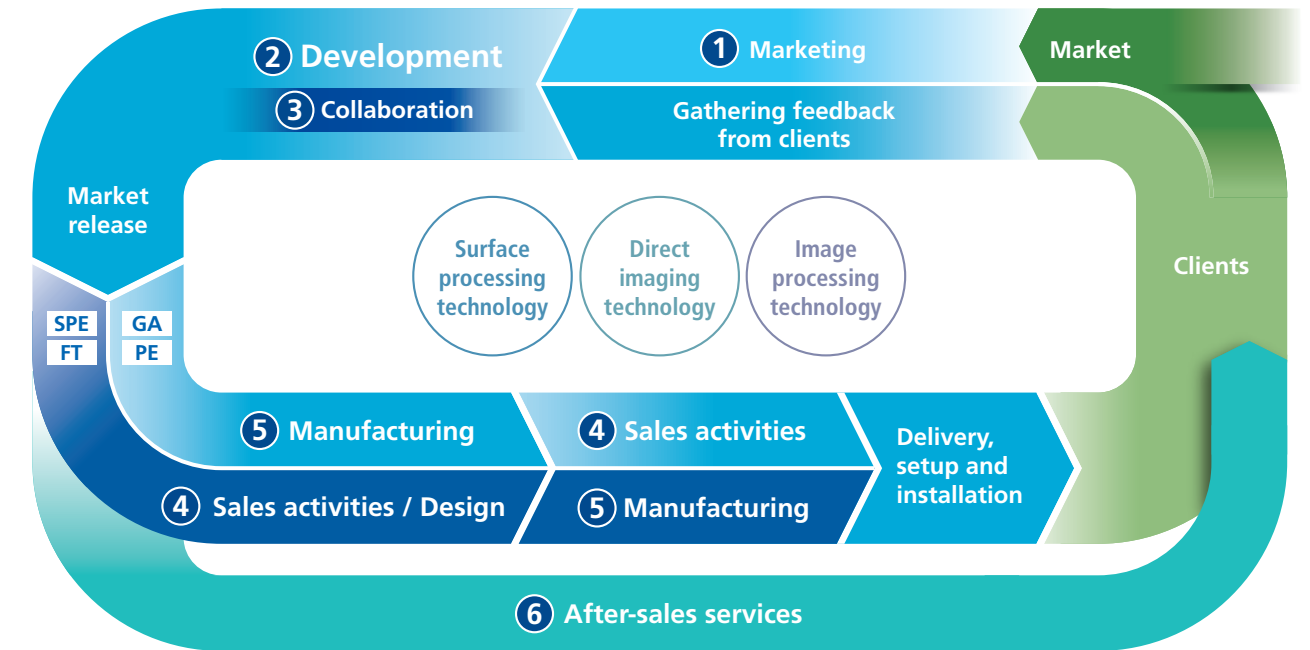 2 Development
3 Collaboration
1 Marketing
Gathering feedback
from clients
Market
Clients
Market
release
SPE
FT
GA
PE
Surface
processing
technology
Direct
imaging
technology
Image
processing
technology
5 Manufacturing
4 Sales activities
4 Sales activities / Design
5 Manufacturing
Delivery,
setup and
installation
6 After-sales services